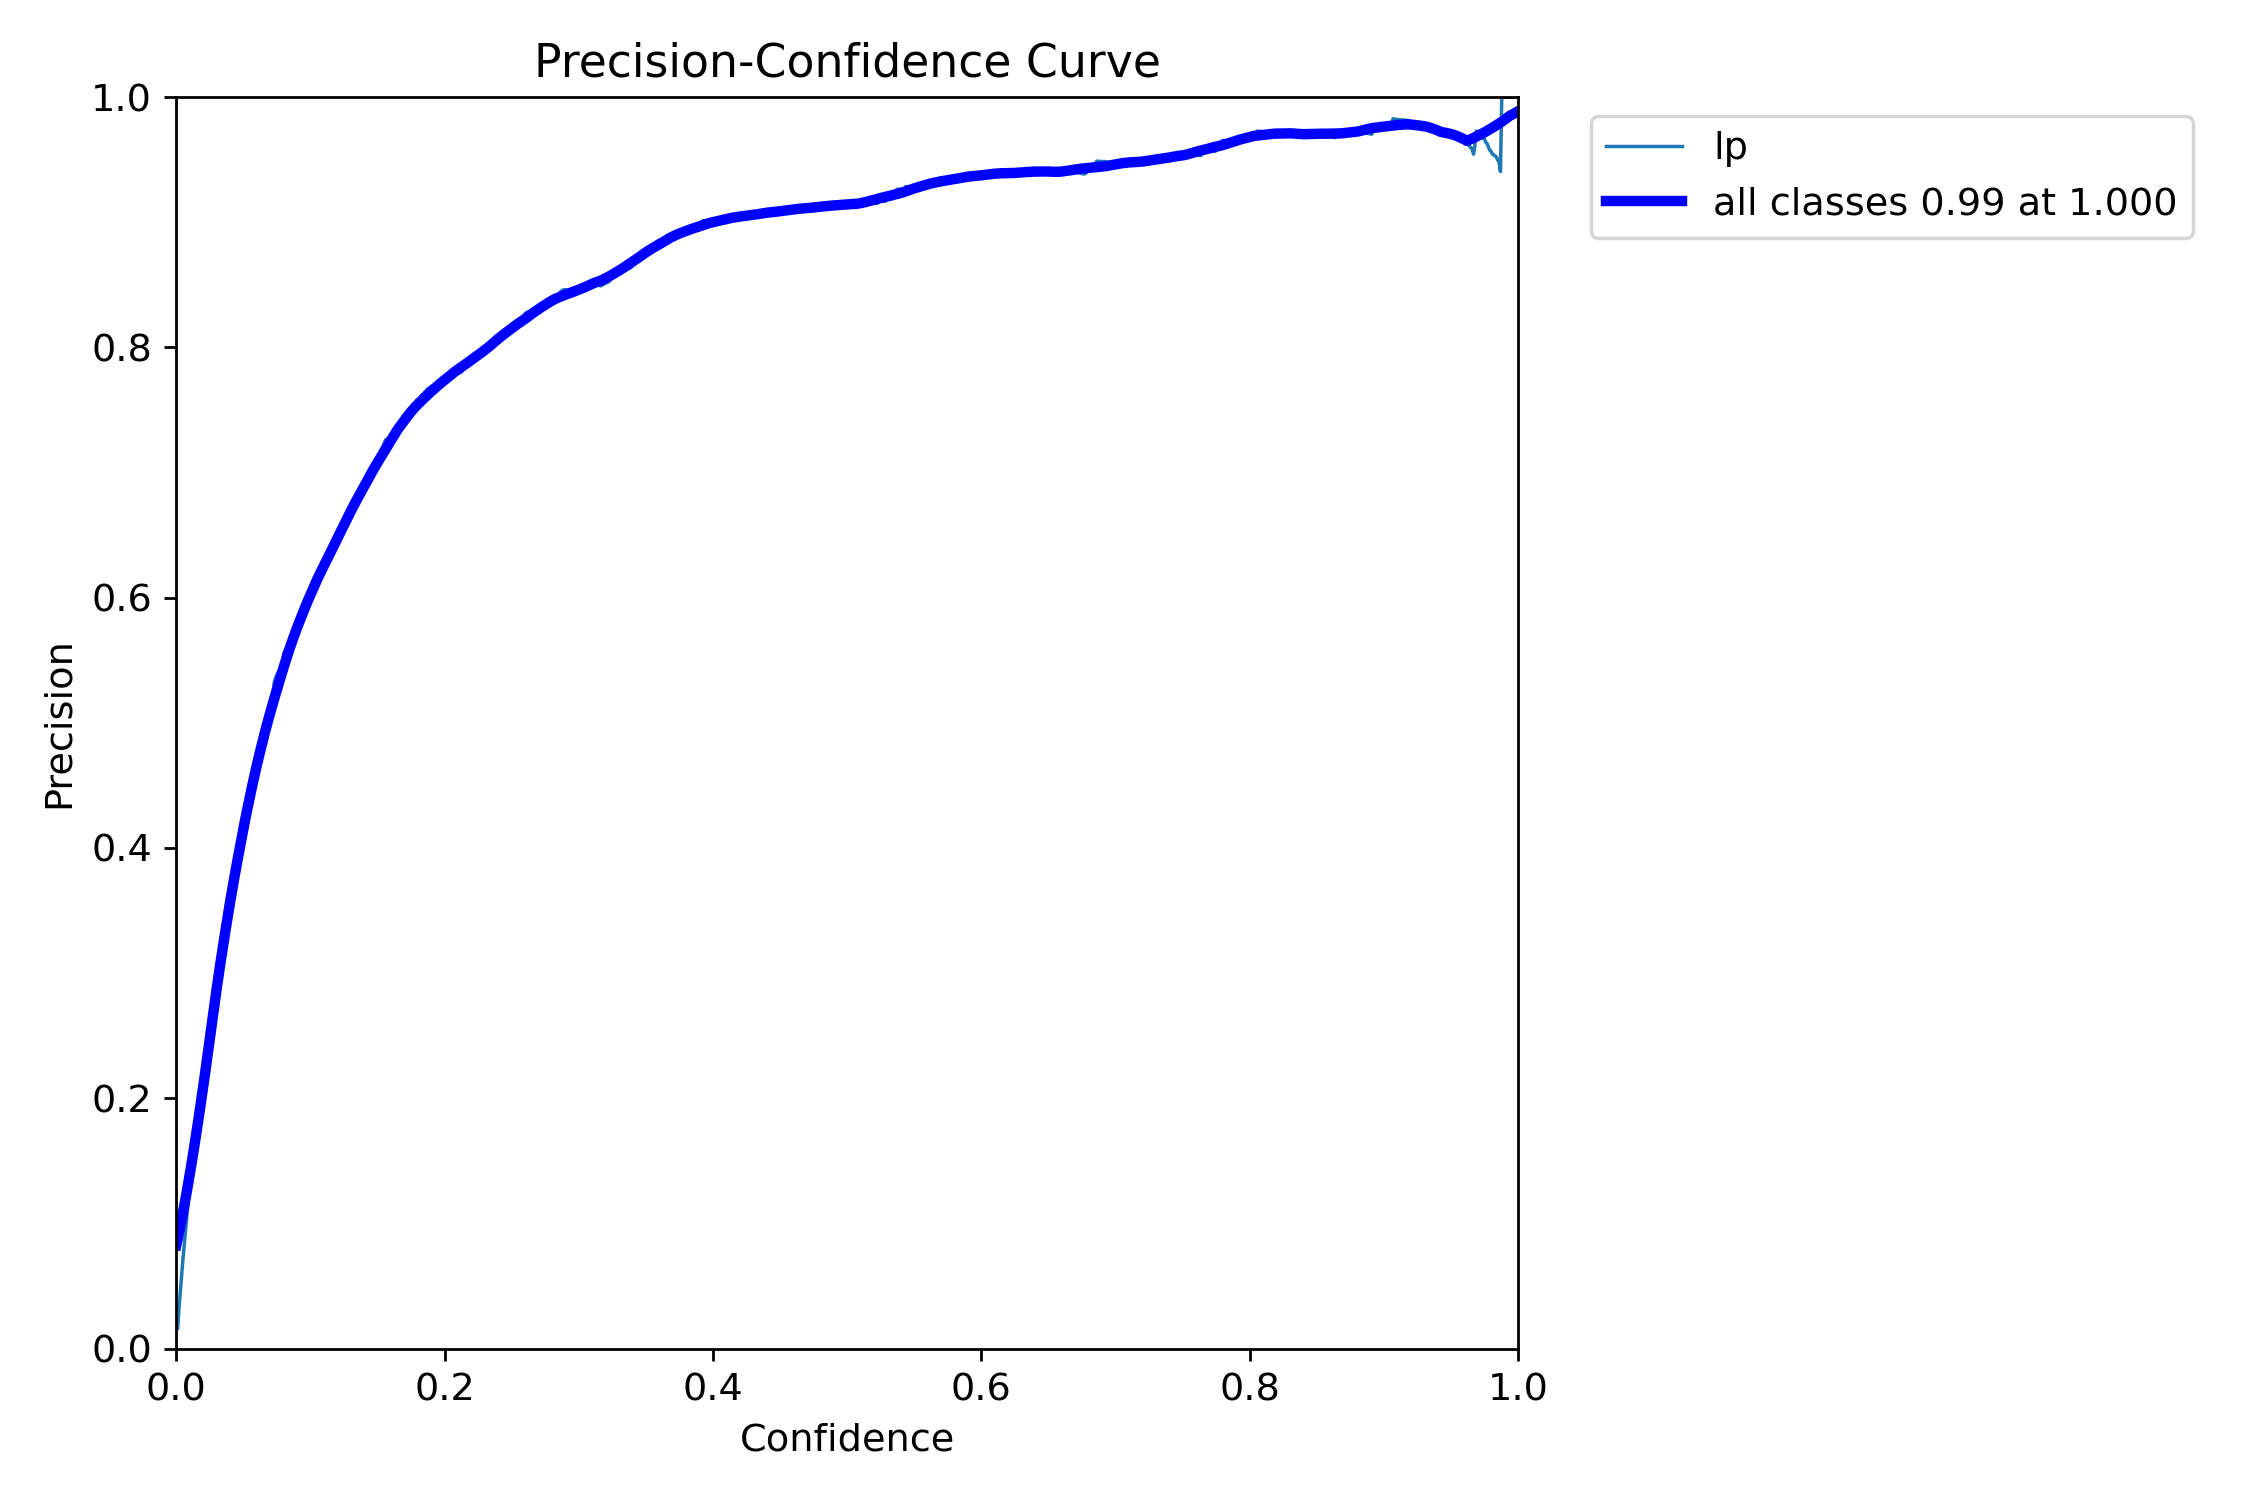 Precision-Confidence Curve
1.0
0.8
0.6
0.4
0.2
0.0
Precision
0.0 0.2 0.4 0.6 0.8 1.0
Confidence
lp
all classes 0.99 at 1.000